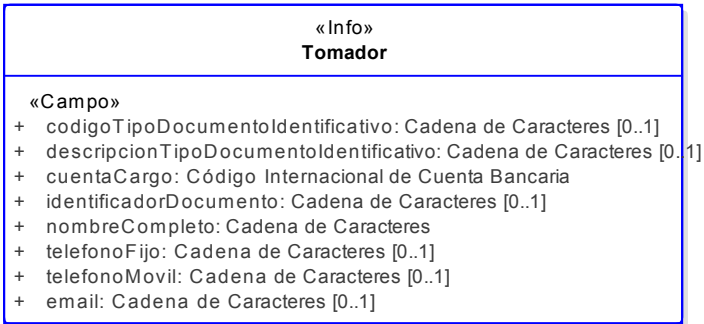 «Info»
Tomador
«Campo»
+ codigoTipoDocumentoIdentificativo: Cadena de Caracteres [0..1]
+ descripcionTipoDocumentoIdentificativo: Cadena de Caracteres [0..1]
+ cuentaCargo: Código Internacional de Cuenta Bancaria
+ identificadorDocumento: Cadena de Caracteres [0..1]
+ nombreCompleto: Cadena de Caracteres
+ telefonoFijo: Cadena de Caracteres [0..1]
+ telefonoMovil: Cadena de Caracteres [0..1]
+ email: Cadena de Caracteres [0..1]